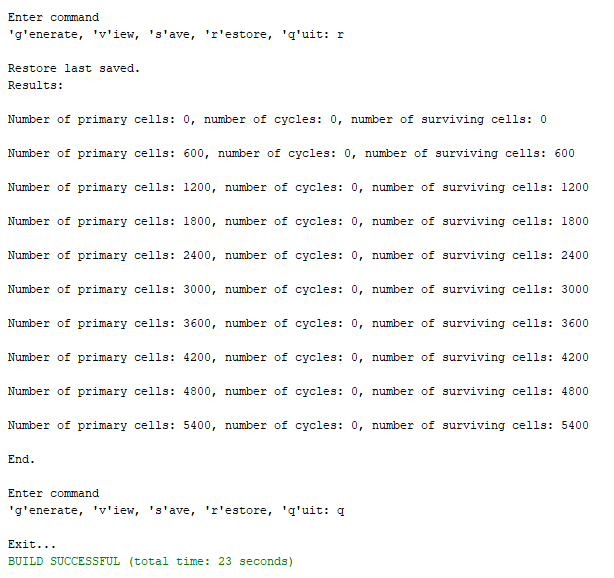 Enter command
'g'enerate, 'v'iew, 's'ave, 'r'estore, 'q'uit: r
Restore last saved.
Results:
Number of primary cells: 0, number of cycles: 0, number of surviving cells: 0
Number of primary cells: 600, number of cycles: 0, number of surviving cells: 600
Number of primary cells: 1200, number of cycles: 0, number of surviving cells: 1200
Number of primary cells: 1800, number of cycles: 0, number of surviving cells: 1800
Number of primary cells: 2400, number of cycles: 0, number of surviving cells: 2400
Number of primary cells: 3000, number of cycles: 0, number of surviving cells: 3000
Number of primary cells: 3600, number of cycles: 0, number of surviving cells: 3600
Number of primary cells: 4200, number of cycles: 0, number of surviving cells: 4200
Number of primary cells: 4800, number of cycles: 0, number of surviving cells: 4800
Number of primary cells: 5400, number of cycles: 0, number of surviving cells: 5400
End.
Enter command
'g'enerate, 'v'iew, 's'ave, 'r'estore, 'q'uit: q
Exit...
BUILD SUCCESSFUL (total time: 23 seconds)